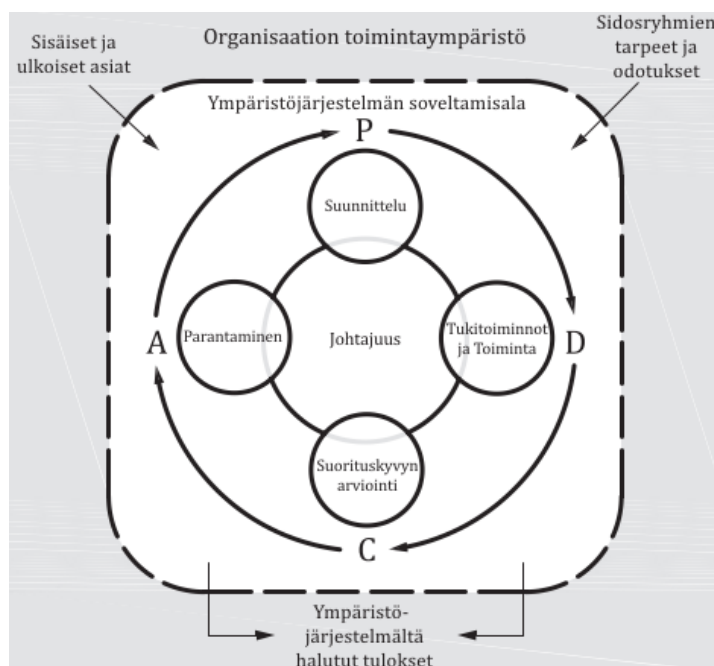 Sisäiset ja
ulkoiset asiat
Organisaation toimintaympäristö
Sidosryhmien
tarpeet ja
odotukset
Ympäristöjärjestelmän soveltamisala
P
Suunnittelu
A
Parantaminen
Johtajuus
Tukitoiminnot
ja Toiminta
D
Suorituskyvyn
arviointi
C
Ympäristö-
järjestelmältä
halutut tulokset